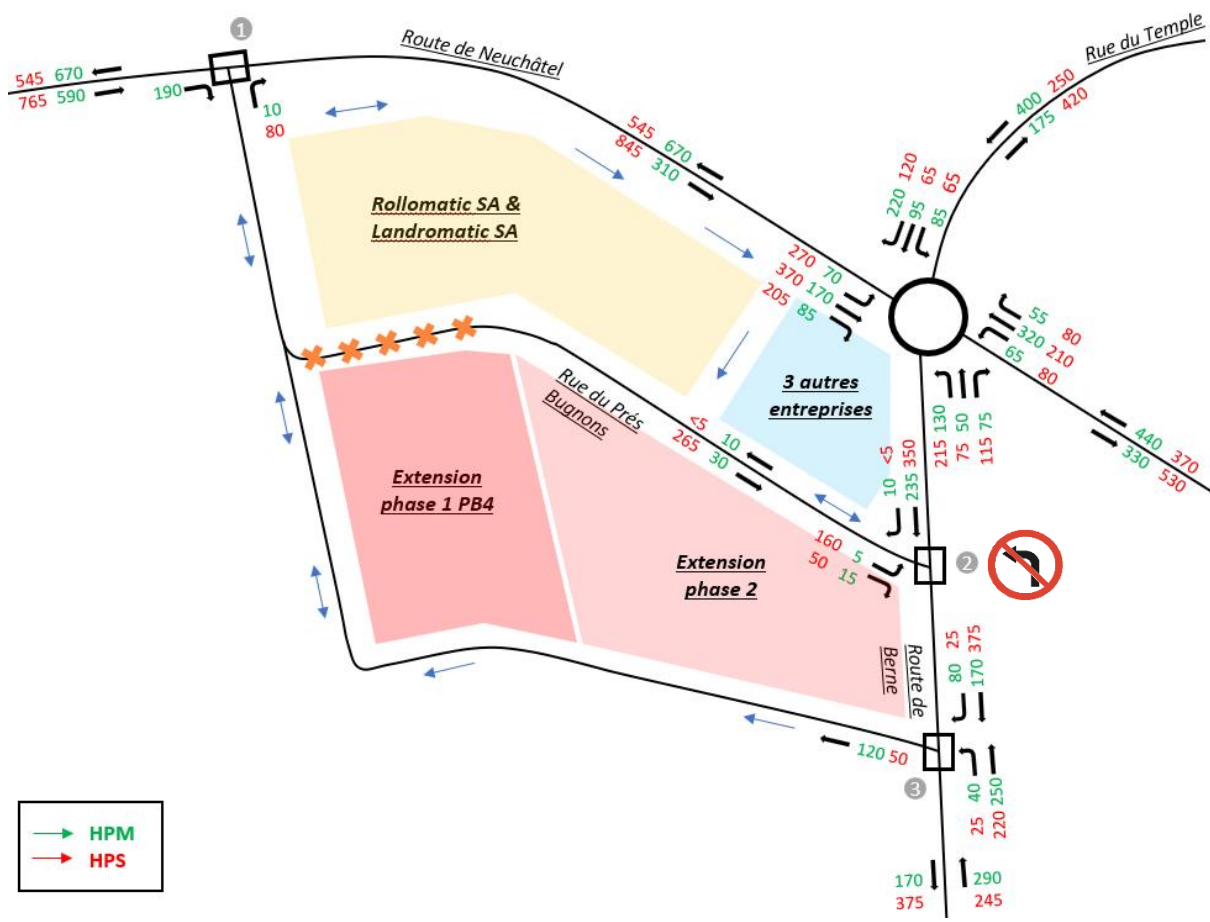 1
Route de Neuchâtel
Rue du Temple
545 670
765 590
190
10
80
400 250
175 420
545 670
845 310
220 120
95 65
85 65
Rollomatic SA &
Landromatic SA
270 70
370 170
205 85
55 80
320 210
65 80
3 autres
entreprises
130 50 75
215 75 115
440 370
330 530
Rue du Prés
Buanons
<5 10
265 30
<5 350
10 235
Extension
phase 1 PB4
160 5
50 15
2
Extension
phase 2
25 375
80 170
Route de
Berne
120 50
3
40 250
25 220
HPM
HPS
170 290
375 245